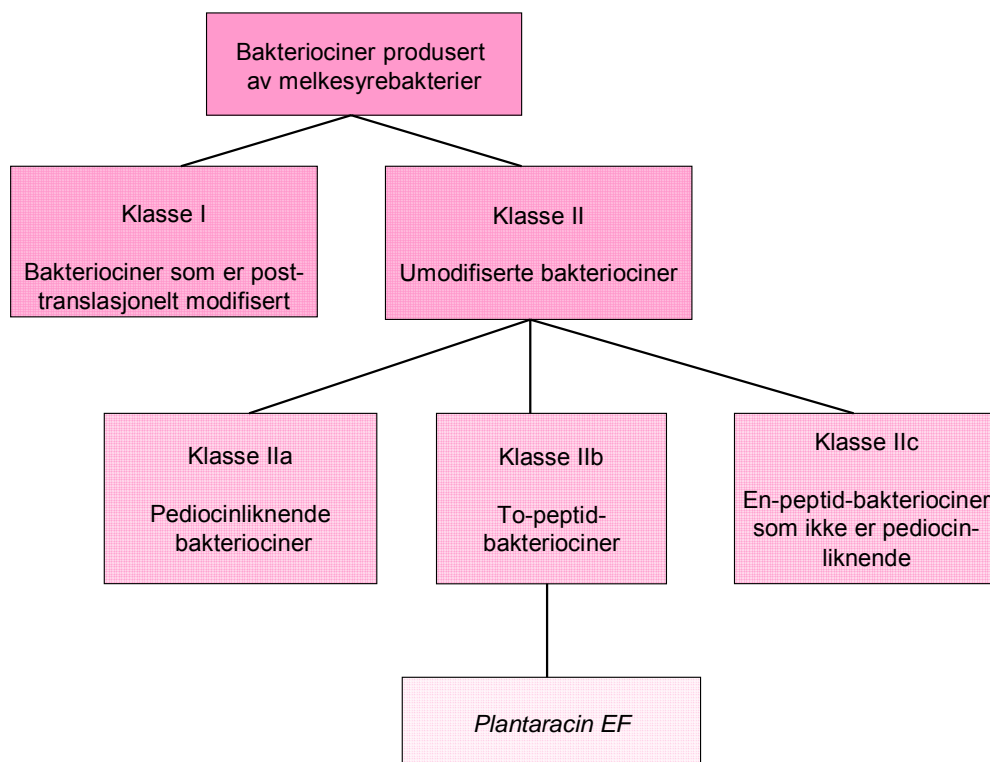 Bakteriociner produsert
av melkesyrebakterier
Klasse I
Bakteriociner som er post-
translasjonelt modifisert
Klasse II
Umodifiserte bakteriociner
Klasse IIa
Pediocinliknende
bakteriociner
Klasse IIb
To-peptid-
bakteriociner
Klasse IIc
En-peptid-bakteriociner
som ikke er pediocin-
liknende
Plantaracin EF